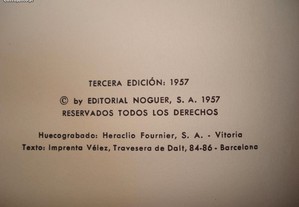 TERCERA EDICIÓN: 1957
© by EDITORIAL NOGUER, S. A. 1957
RESERVADOS TODOS LOS DERECHOS
Huecograbado: Heraclio Fournier, S. A. - Vitoria
Texto: Imprenta Vélez, Travesera de Dalt, 84-86 - Barcelona